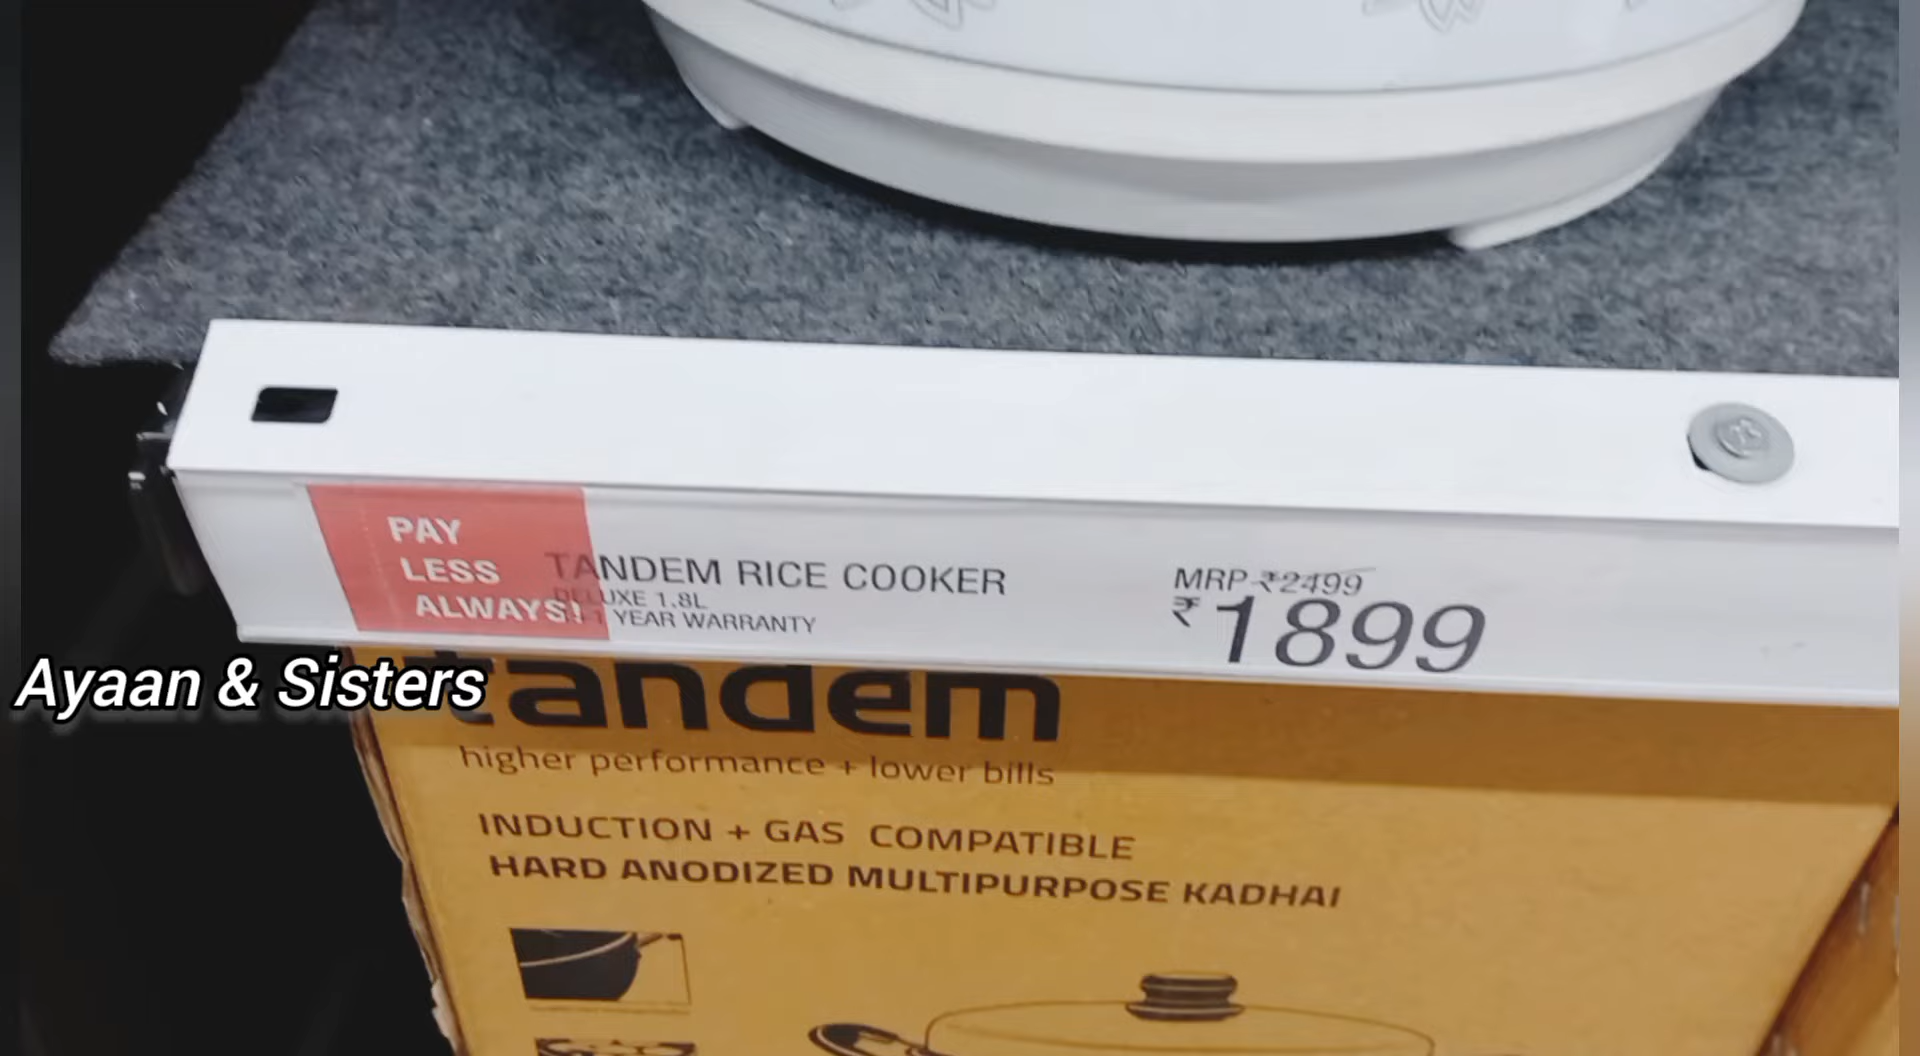 PAY
LESS
ALWAYS!
TANDEM RICE COOKER
DELUXE 1.8L
1 YEAR WARRANTY
MRP ₹2499
₹1899
Ayaan & Sisters
tandem
higher performance + lower bills
INDUCTION + GAS COMPATIBLE
HARD ANODIZED MULTIPURPOSE KADHAI